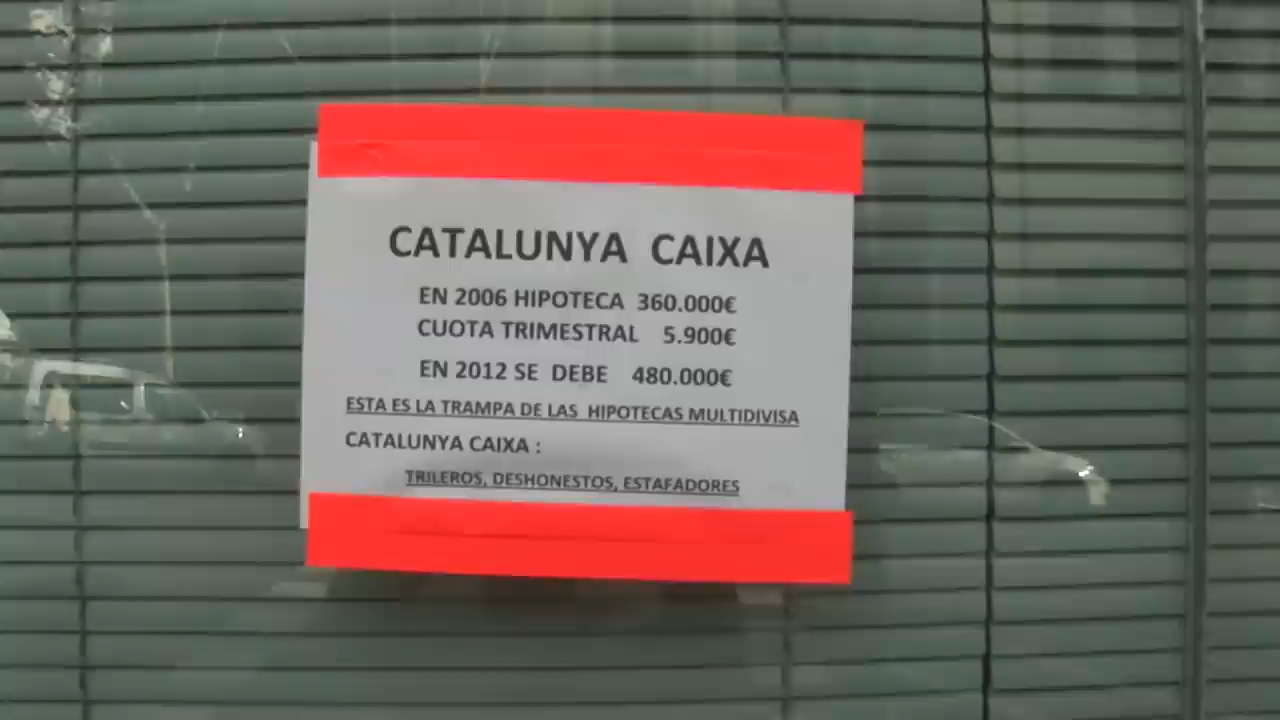 CATALUNYA CAIXA
EN 2006 HIPOTECA 360.000€
CUOTA TRIMESTRAL 5.900€
EN 2012 SE DEBE 480.000€
ESTA ES LA TRAMPA DE LAS HIPOTECAS MULTIDIVISA
CATALUNYA CAIXA :
TRILEROS, DESHONESTOS, ESTAFADORES